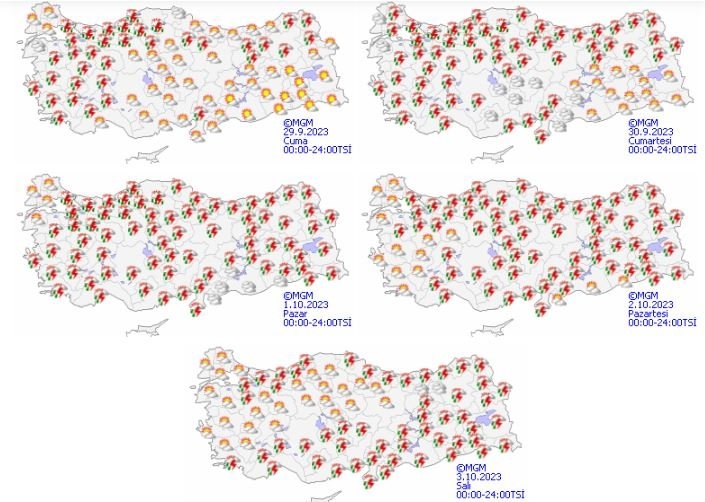 ©MGM
29.9.2023
Cuma
00:00-24:00TSİ
©MGM
30.9.2023
Cumartesi
00:00-24:00TSİ
©MGM
1.10.2023
Pazar
00:00-24:00TSİ
©MGM
2.10.2023
Pazartesi
00:00-24:00TSİ
©MGM
3.10.2023
Salı
00:00-24:00TSİ